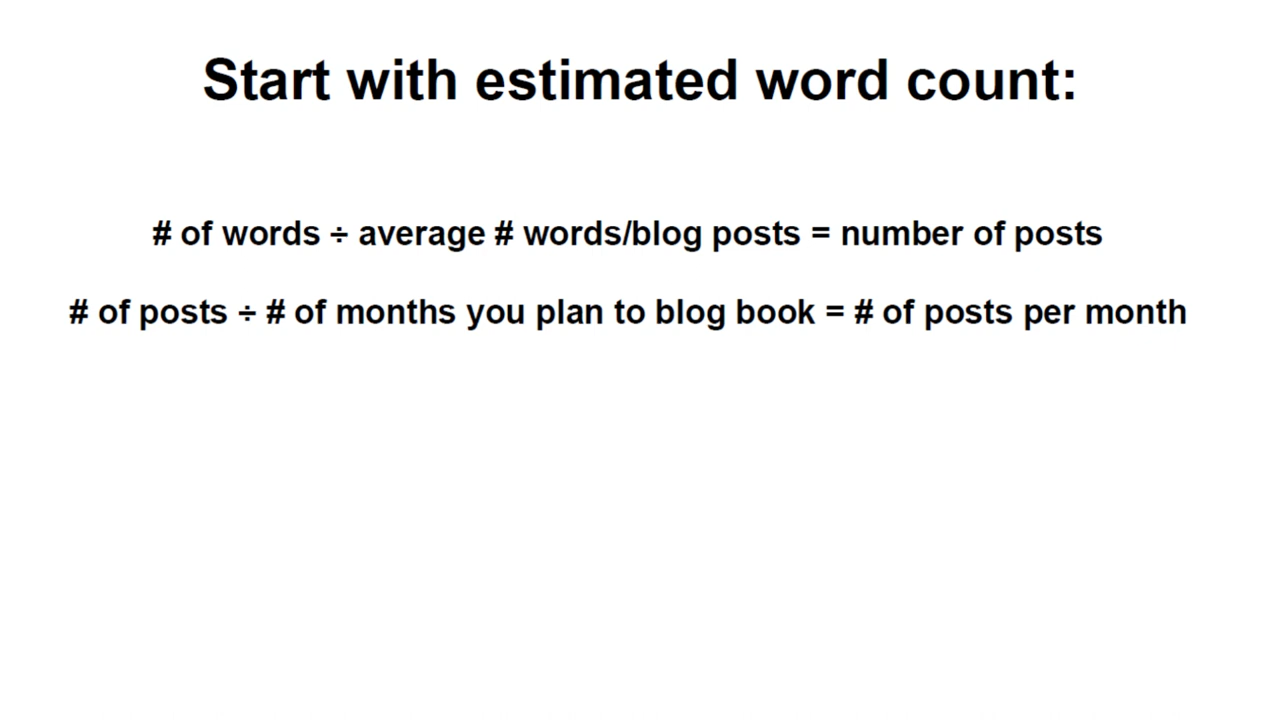 Start with estimated word count:
# of words ÷ average # words/blog posts = number of posts
# of posts ÷ # of months you plan to blog book = # of posts per month